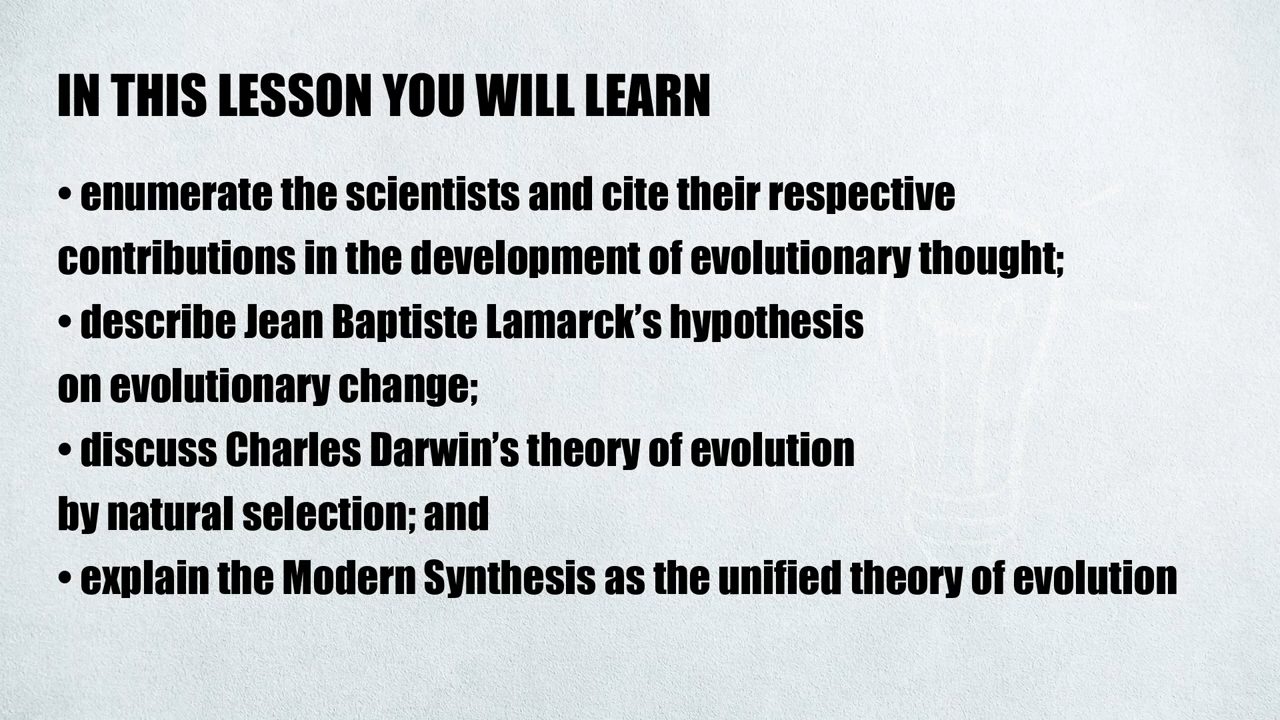 IN THIS LESSON YOU WILL LEARN
• enumerate the scientists and cite their respective
contributions in the development of evolutionary thought;
• describe Jean Baptiste Lamarck’s hypothesis
on evolutionary change;
• discuss Charles Darwin’s theory of evolution
by natural selection; and
• explain the Modern Synthesis as the unified theory of evolution